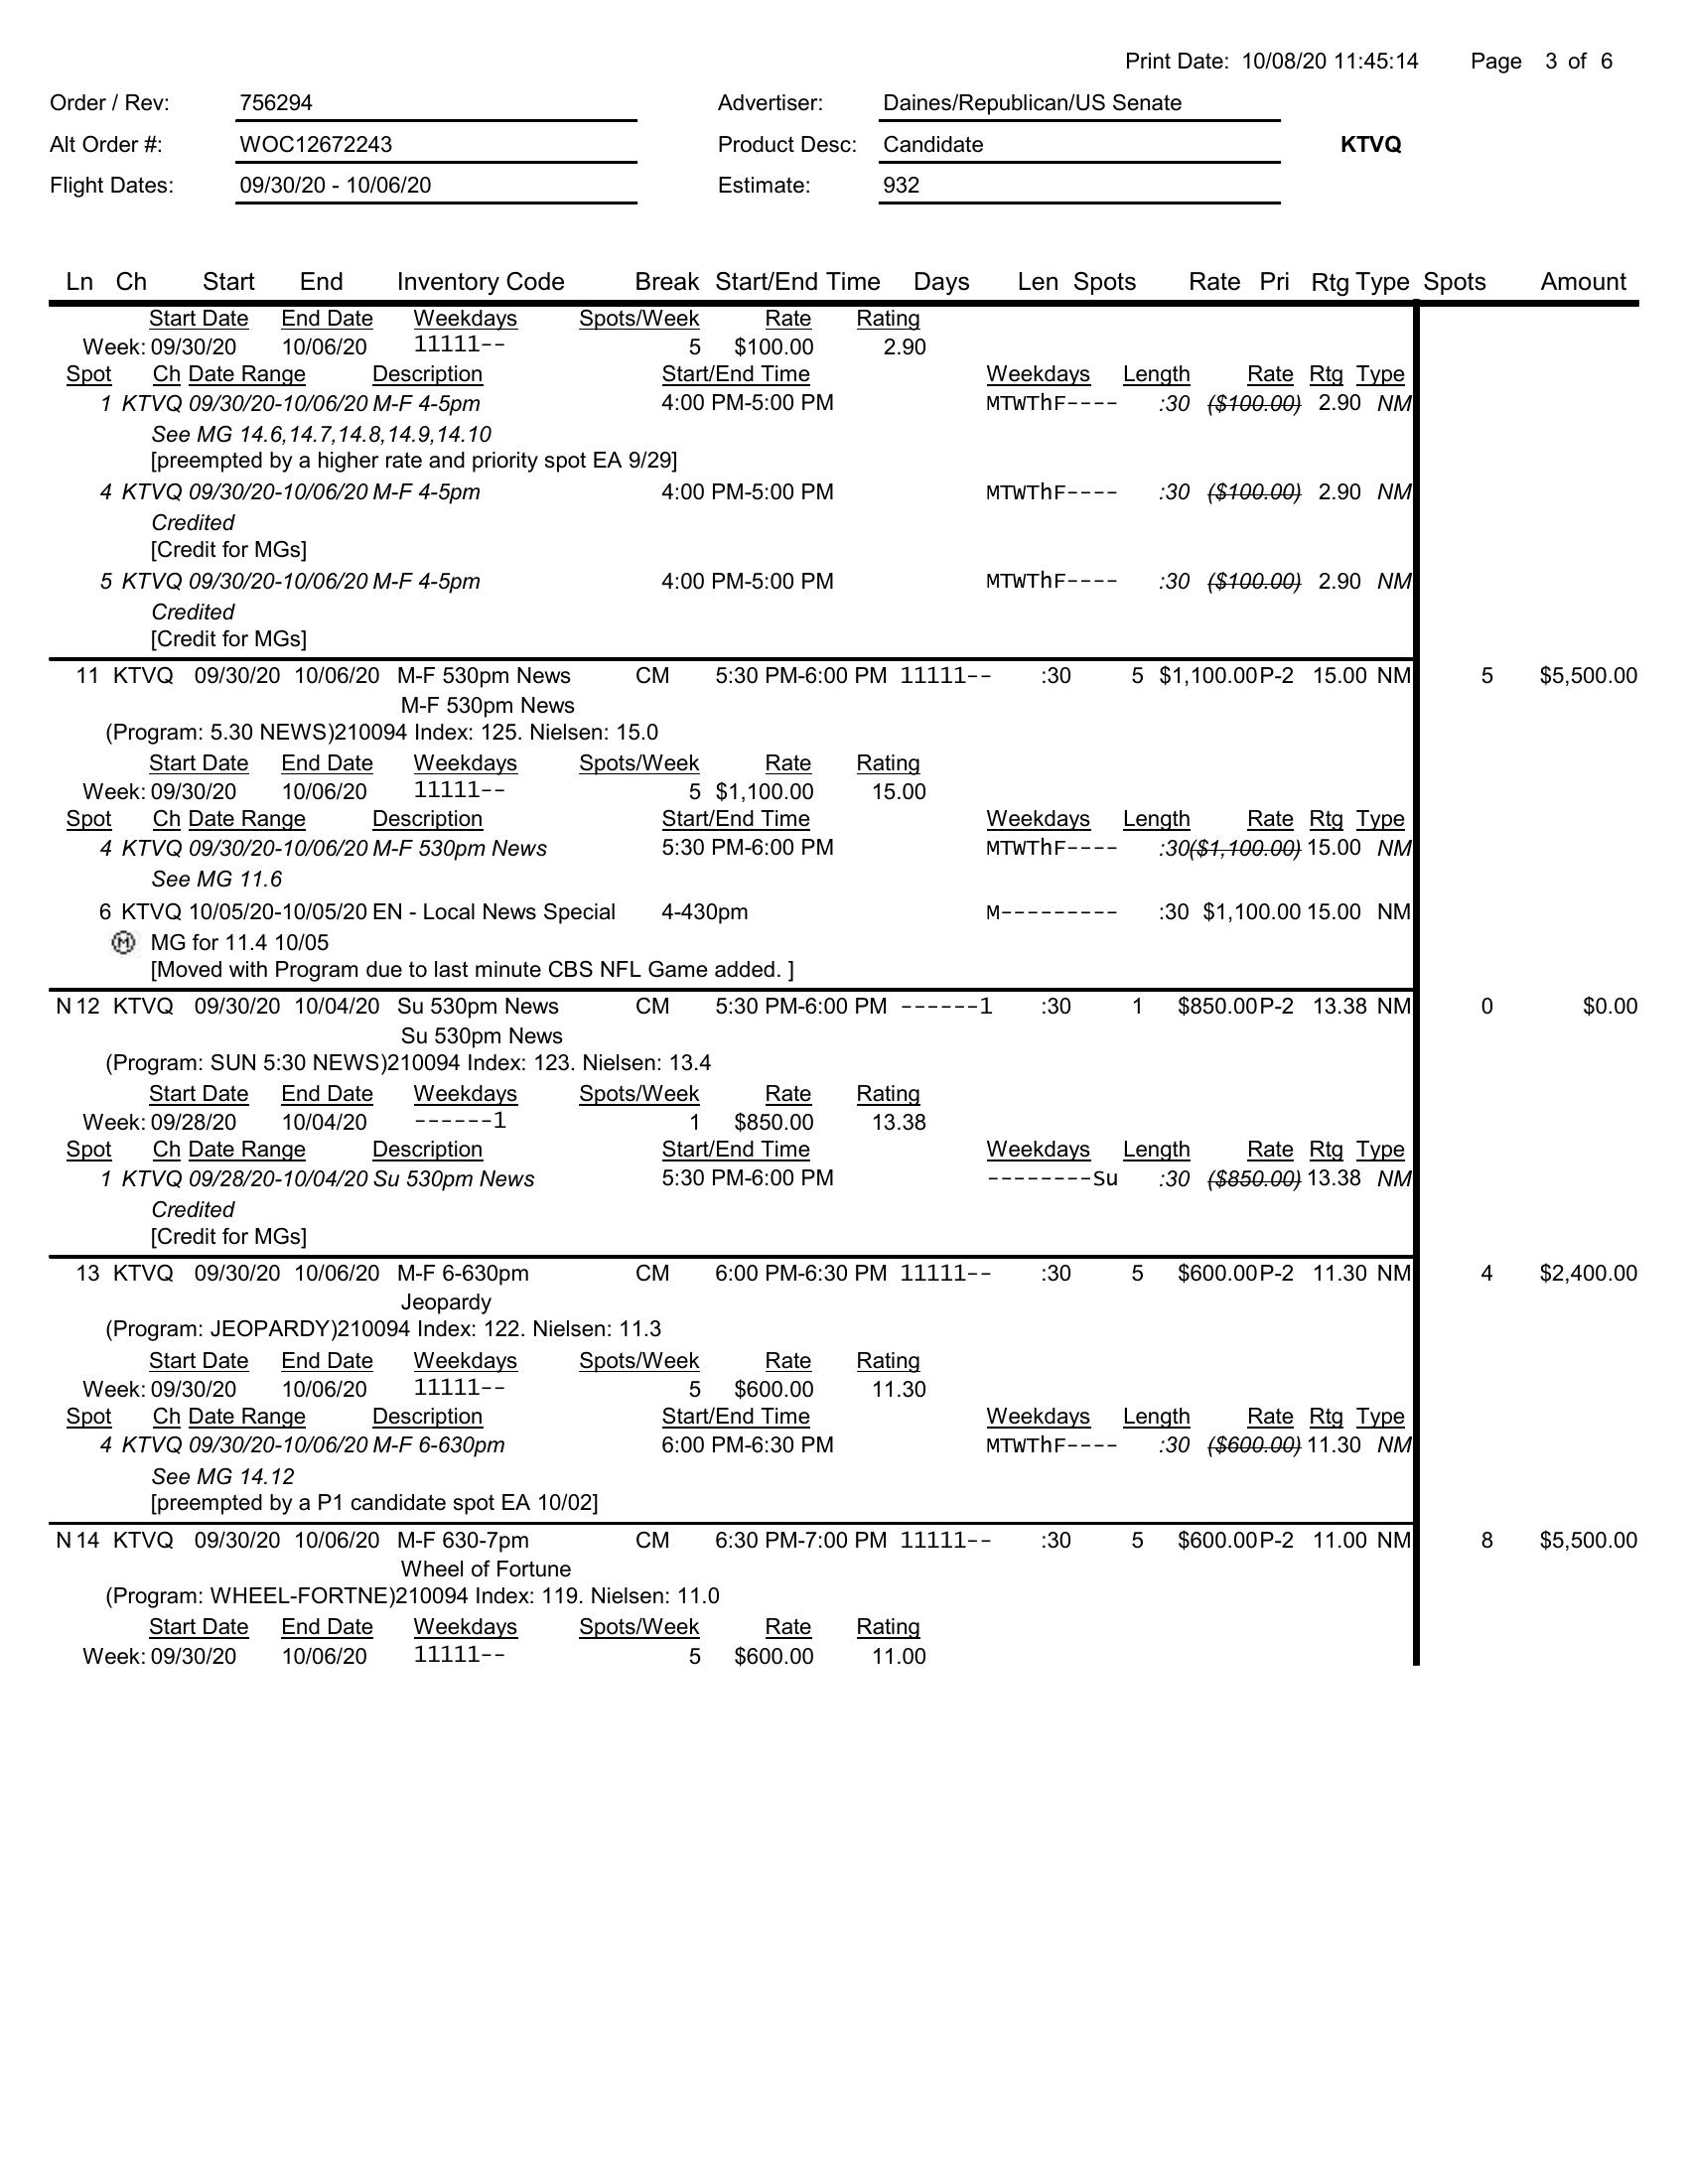 Print Date: 10/08/20 11:45:14 Page 3 of 6
Order / Rev: 756294 Advertiser: Daines/Republican/US Senate
Alt Order #: WOC12672243 Product Desc: Candidate KTVQ
Flight Dates: 09/30/20 - 10/06/20 Estimate: 932
Ln Ch Start End Inventory Code Break Start/End Time Days Len Spots Rate Pri Rtg Type Spots Amount
Start Date End Date Weekdays Spots/Week Rate Rating
Week: 09/30/20 10/06/20 11111-- 5 $100.00 2.90
Spot Ch Date Range Description Start/End Time Weekdays Length Rate Rtg Type
1 KTVQ 09/30/20-10/06/20 M-F 4-5pm 4:00 PM-5:00 PM MTWThF---- :30 ($100.00) 2.90 NM
See MG 14.6,14.7,14.8,14.9,14.10
[preempted by a higher rate and priority spot EA 9/29]
4 KTVQ 09/30/20-10/06/20 M-F 4-5pm 4:00 PM-5:00 PM MTWThF---- :30 ($100.00) 2.90 NM
Credited
[Credit for MGs]
5 KTVQ 09/30/20-10/06/20 M-F 4-5pm 4:00 PM-5:00 PM MTWThF---- :30 ($100.00) 2.90 NM
Credited
[Credit for MGs]
11 KTVQ 09/30/20 10/06/20 M-F 530pm News CM 5:30 PM-6:00 PM 11111-- :30 5 $1,100.00 P-2 15.00 NM 5 $5,500.00
M-F 530pm News
(Program: 5.30 NEWS)210094 Index: 125. Nielsen: 15.0
Start Date End Date Weekdays Spots/Week Rate Rating
Week: 09/30/20 10/06/20 11111-- 5 $1,100.00 15.00
Spot Ch Date Range Description Start/End Time Weekdays Length Rate Rtg Type
4 KTVQ 09/30/20-10/06/20 M-F 530pm News 5:30 PM-6:00 PM MTWThF---- :30 ($1,100.00) 15.00 NM
See MG 11.6
6 KTVQ 10/05/20-10/05/20 EN - Local News Special 4-430pm M--------- :30 $1,100.00 15.00 NM
Ⓜ MG for 11.4 10/05
[Moved with Program due to last minute CBS NFL Game added. ]
N 12 KTVQ 09/30/20 10/04/20 Su 530pm News CM 5:30 PM-6:00 PM ------1 :30 1 $850.00 P-2 13.38 NM 0 $0.00
Su 530pm News
(Program: SUN 5:30 NEWS)210094 Index: 123. Nielsen: 13.4
Start Date End Date Weekdays Spots/Week Rate Rating
Week: 09/28/20 10/04/20 ------1 1 $850.00 13.38
Spot Ch Date Range Description Start/End Time Weekdays Length Rate Rtg Type
1 KTVQ 09/28/20-10/04/20 Su 530pm News 5:30 PM-6:00 PM --------Su :30 ($850.00) 13.38 NM
Credited
[Credit for MGs]
13 KTVQ 09/30/20 10/06/20 M-F 6-630pm CM 6:00 PM-6:30 PM 11111-- :30 5 $600.00 P-2 11.30 NM 4 $2,400.00
Jeopardy
(Program: JEOPARDY)210094 Index: 122. Nielsen: 11.3
Start Date End Date Weekdays Spots/Week Rate Rating
Week: 09/30/20 10/06/20 11111-- 5 $600.00 11.30
Spot Ch Date Range Description Start/End Time Weekdays Length Rate Rtg Type
4 KTVQ 09/30/20-10/06/20 M-F 6-630pm 6:00 PM-6:30 PM MTWThF---- :30 ($600.00) 11.30 NM
See MG 14.12
[preempted by a P1 candidate spot EA 10/02]
N 14 KTVQ 09/30/20 10/06/20 M-F 630-7pm CM 6:30 PM-7:00 PM 11111-- :30 5 $600.00 P-2 11.00 NM 8 $5,500.00
Wheel of Fortune
(Program: WHEEL-FORTNE)210094 Index: 119. Nielsen: 11.0
Start Date End Date Weekdays Spots/Week Rate Rating
Week: 09/30/20 10/06/20 11111-- 5 $600.00 11.00